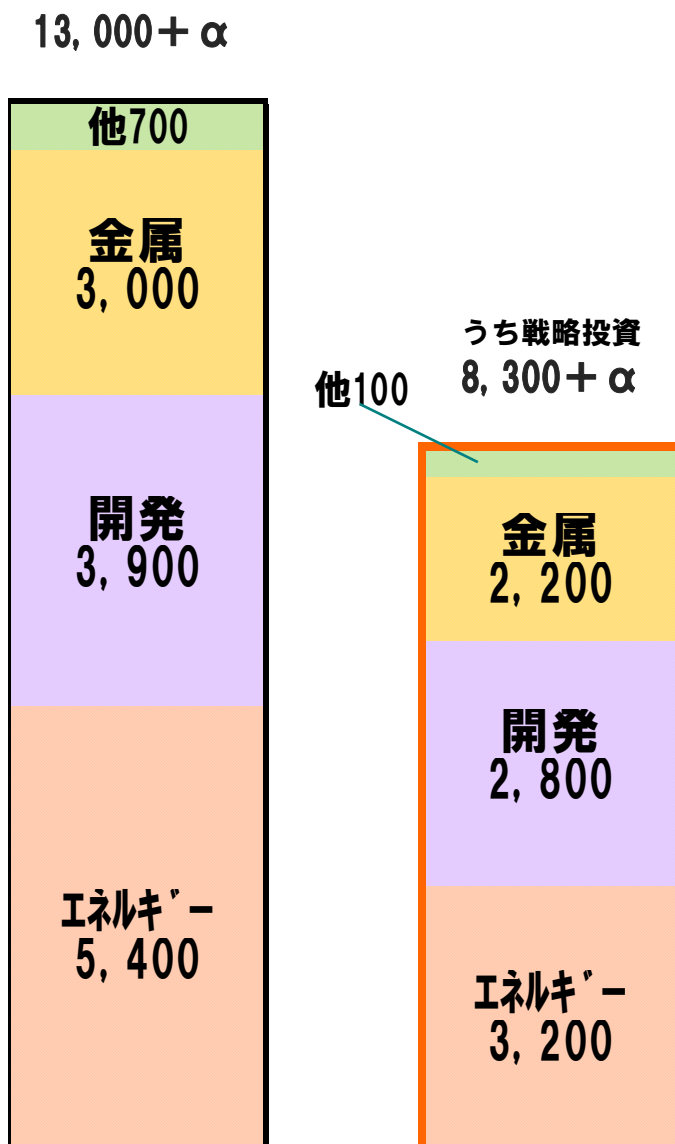 13,000＋α
他700
金属
3,000
開発
3,900
エネルギー
5,400
うち戦略投資
8,300＋α
他100
金属
2,200
開発
2,800
エネルギー
3,200